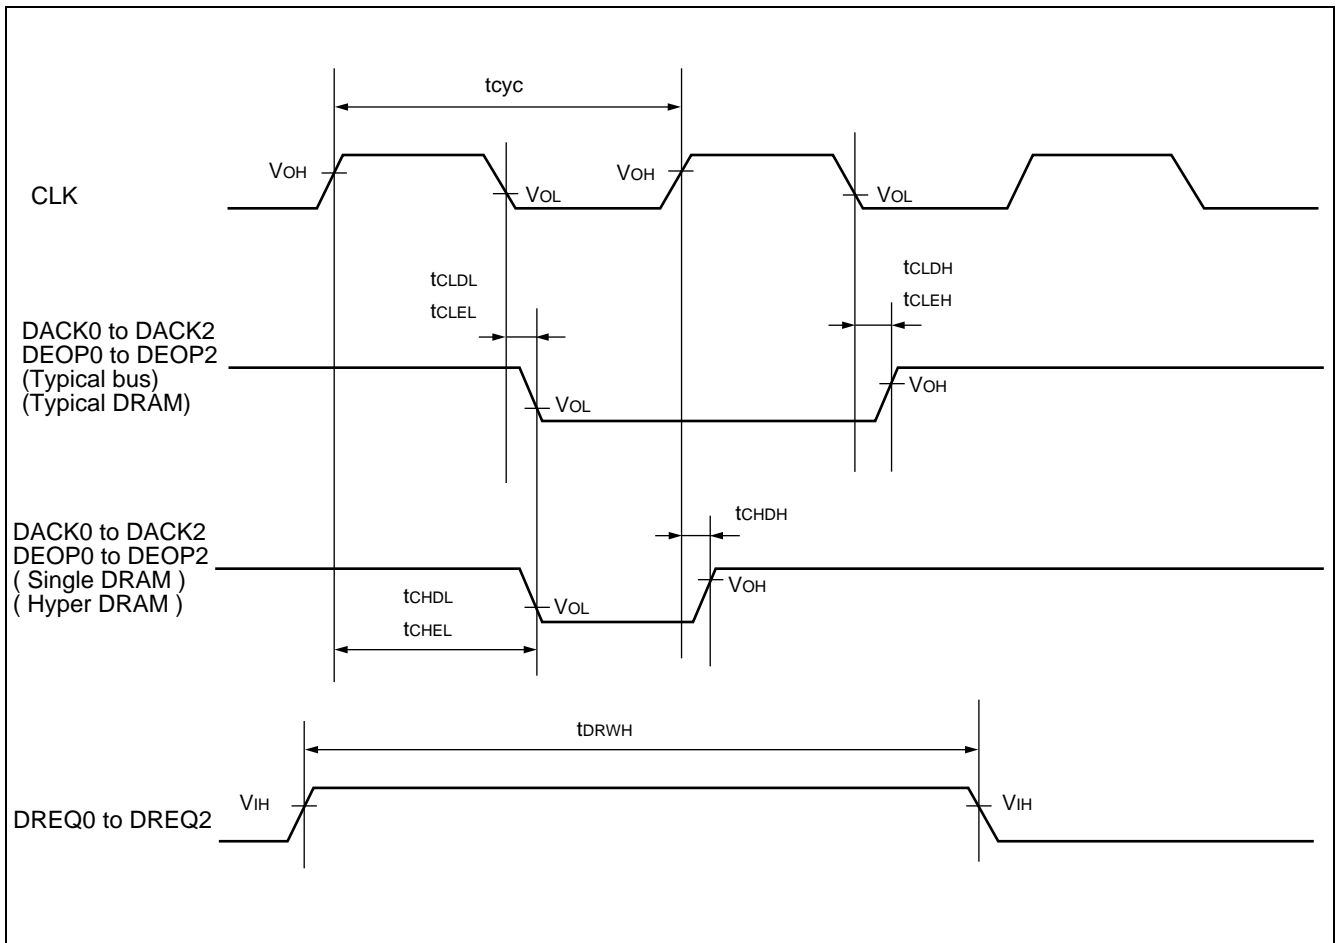 tcyc
VOH
VOH
CLK
VOL
VOL
tCLDL
tCLEL
tCLDH
tCLEH
DACK0 to DACK2
DEOP0 to DEOP2
(Typical bus)
(Typical DRAM)
VOL
VOH
DACK0 to DACK2
DEOP0 to DEOP2
( Single DRAM )
( Hyper DRAM )
tCHDH
VOH
tCHDL
tCHEL
VOL
tDRWH
VIH
VIH
DREQ0 to DREQ2